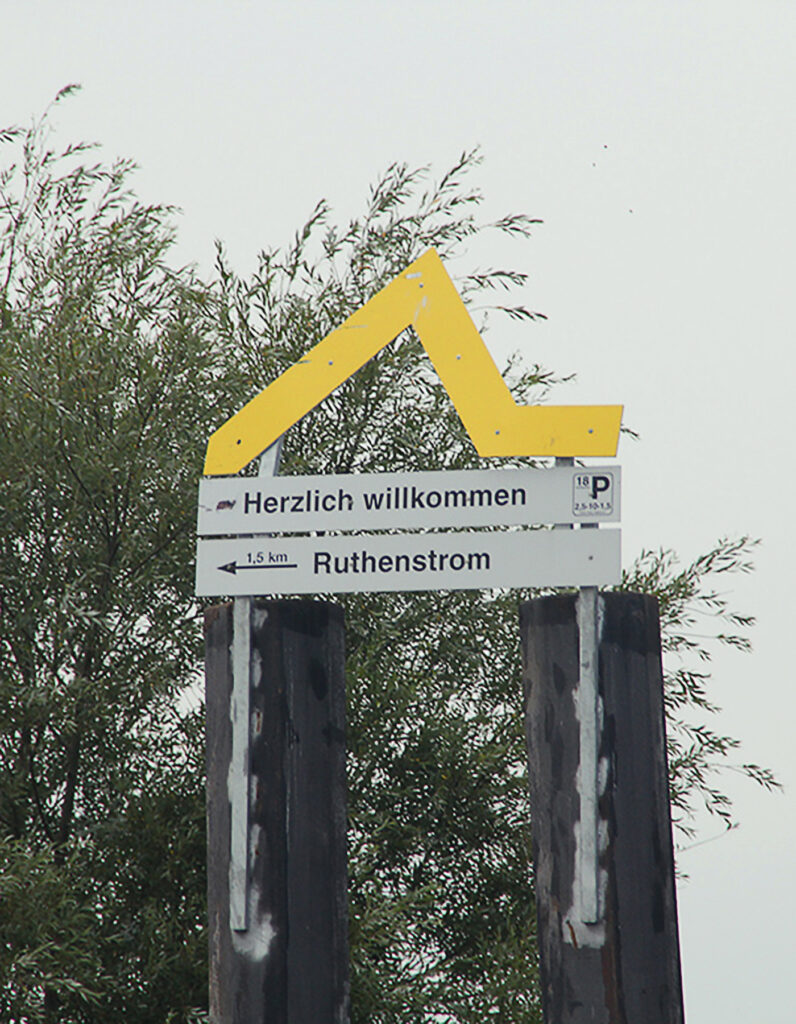 Herzlich willkommen
18 P
2,5-10-1,5
1,5 km
Ruthenstrom